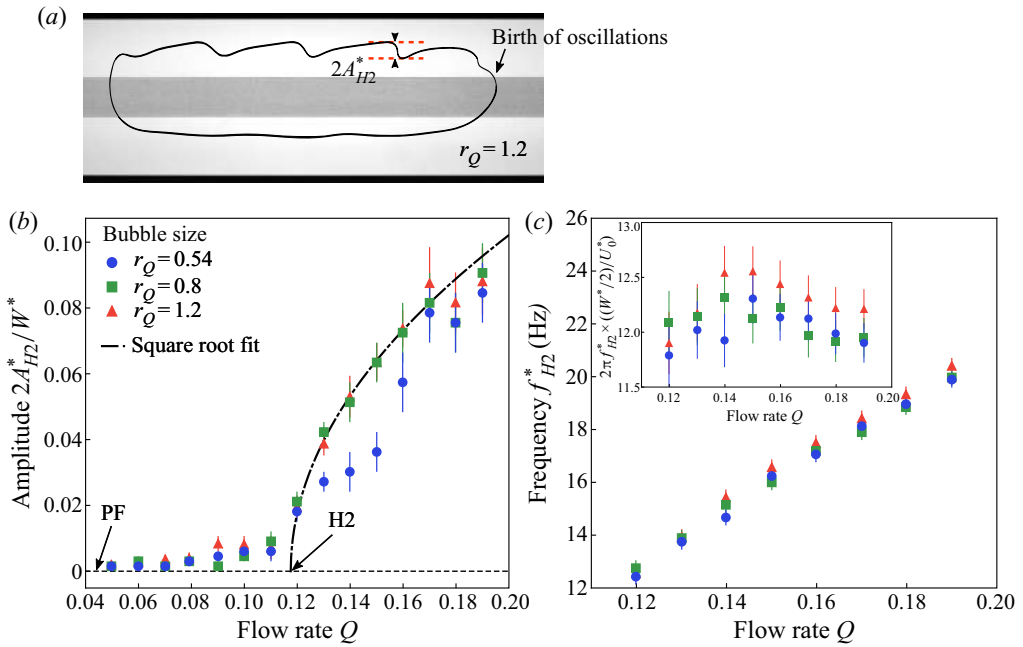 (a)
Birth of oscillations
2A*H2
rQ = 1.2
(b)
Amplitude 2A*H2/W*
0.10
0.08
0.06
0.04
0.02
0
Bubble size
rQ = 0.54
rQ = 0.8
rQ = 1.2
Square root fit
PF
H2
0.04 0.06 0.08 0.10 0.12 0.14 0.16 0.18 0.20
Flow rate Q
(c)
Frequency f*H2 (Hz)
26
24
22
20
18
16
14
12
2πf*H2 × ((W*/2)/U*0)
13.0
12.5
12.0
11.5
0.12 0.14 0.16 0.18 0.20
Flow rate Q
0.12 0.14 0.16 0.18 0.20
Flow rate Q